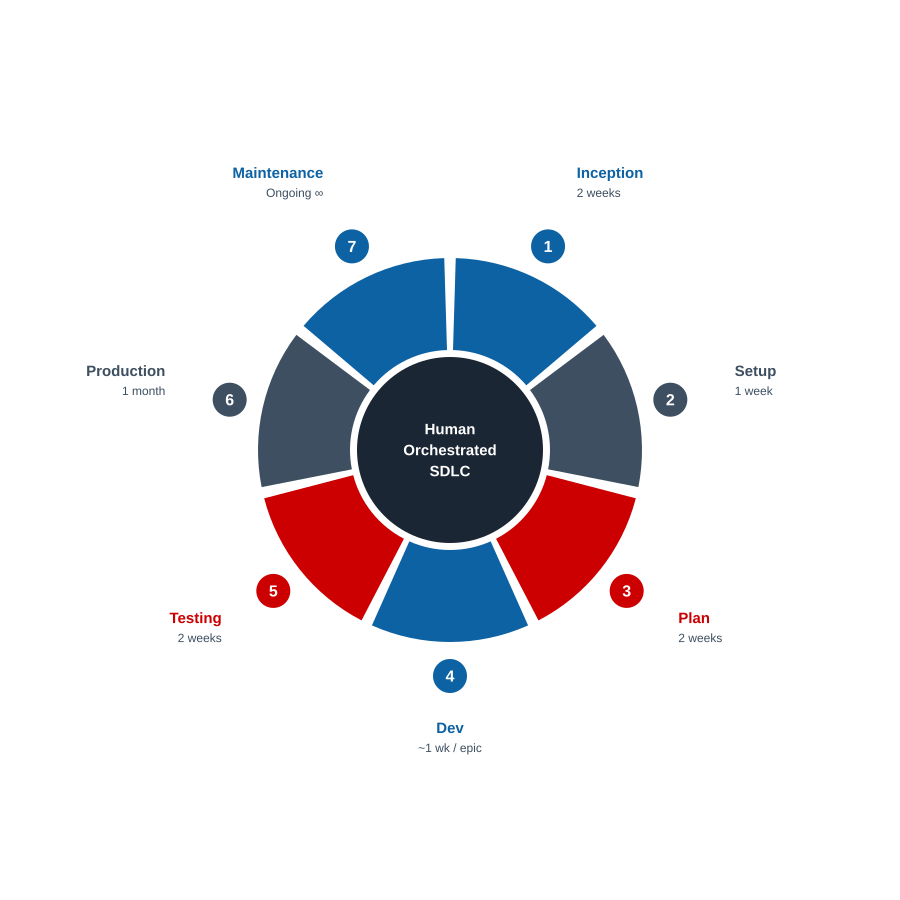 Maintenance
Ongoing ∞
Inception
2 weeks
7
1
Production
1 month
6
Setup
1 week
2
Human
Orchestrated
SDLC
5
Testing
2 weeks
3
Plan
2 weeks
4
Dev
~1 wk / epic